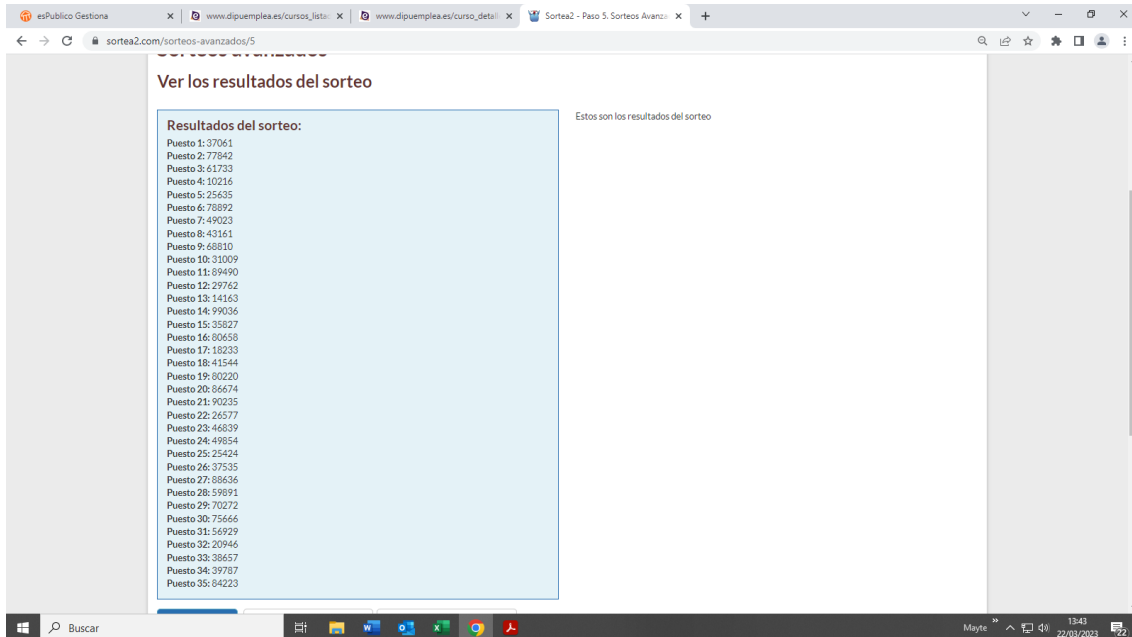 esPublico Gestiona
www.dipuemplea.es/cursos_lista
www.dipuemplea.es/curso_detall
Sortea2 - Paso 5. Sorteos Avanza
sortea2.com/sorteos-avanzados/5
Sorteos avanzados
Ver los resultados del sorteo
Resultados del sorteo:
Puesto 1: 37061
Puesto 2: 77842
Puesto 3: 61733
Puesto 4: 10216
Puesto 5: 25635
Puesto 6: 78892
Puesto 7: 49023
Puesto 8: 43161
Puesto 9: 68810
Puesto 10: 31009
Puesto 11: 89490
Puesto 12: 29762
Puesto 13: 14163
Puesto 14: 99036
Puesto 15: 35827
Puesto 16: 80658
Puesto 17: 18233
Puesto 18: 41544
Puesto 19: 80220
Puesto 20: 86674
Puesto 21: 90235
Puesto 22: 26577
Puesto 23: 46839
Puesto 24: 49854
Puesto 25: 25424
Puesto 26: 37535
Puesto 27: 88636
Puesto 28: 59891
Puesto 29: 70272
Puesto 30: 75666
Puesto 31: 56929
Puesto 32: 20946
Puesto 33: 38657
Puesto 34: 39787
Puesto 35: 84223
Estos son los resultados del sorteo
Buscar
Mayte
13:43
22/03/2023
22